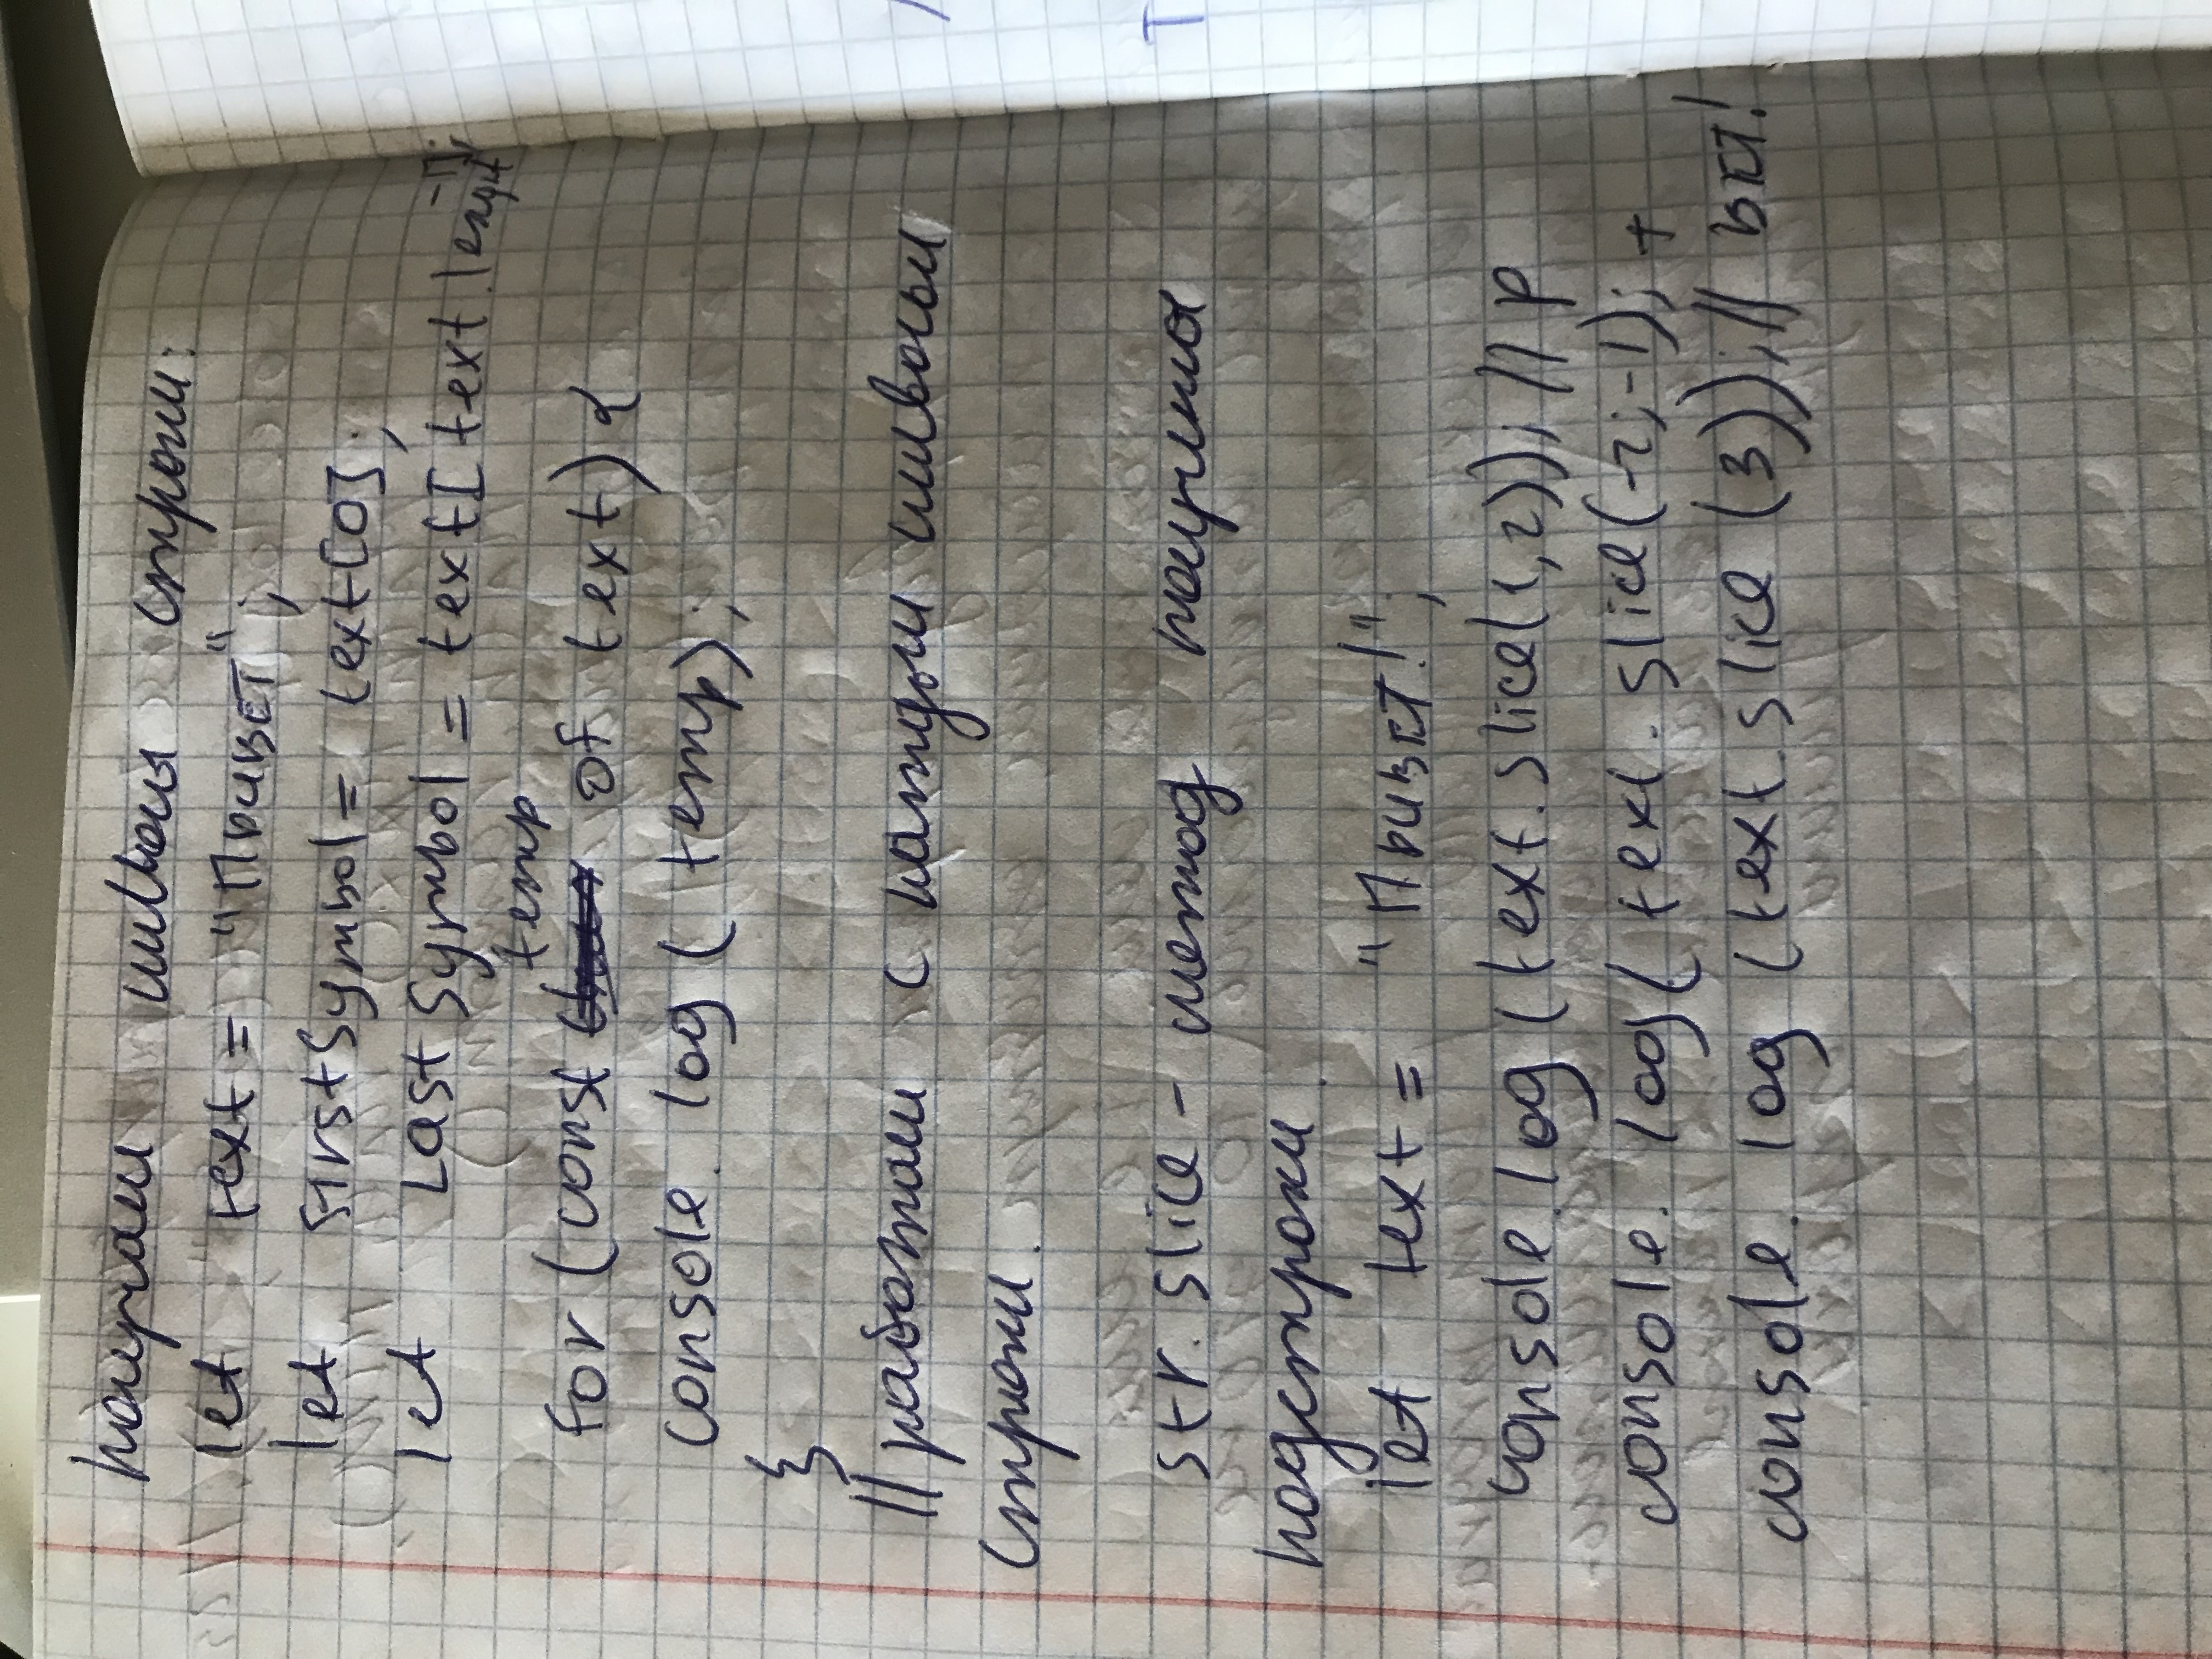 Получаем символы строки:
let text = "Привет";
let firstSymbol = text[0];
let LastSymbol = text[text.lenght-1];
for (const temp of text) {
console.log(temp);
}
// работаем с каждым символом
строки.
str.slice - метод получения
подстроки.
let text = "Привет!";
console.log(text.slice(1,2)); // р
console.log(text.slice(-2;-1); т
console.log(text.slice(3)); // вет!
Т